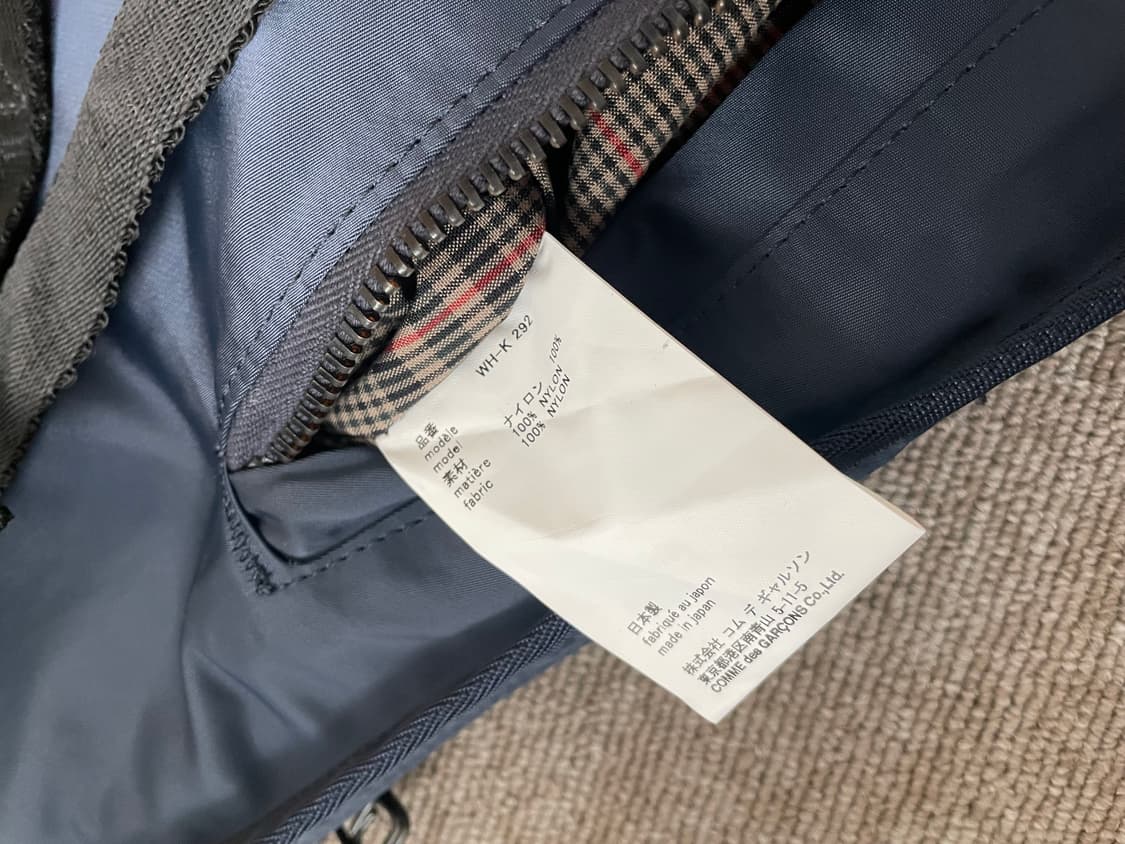 品番
modèle
model
WH-K 292
素材
matière
fabric
ナイロン 100%
100% NYLON
100% NYLON
日本製
fabriqué au japon
made in japan
株式会社 コム デ ギャルソン
東京都港区南青山 5-11-5
COMME des GARÇONS Co.,Ltd.